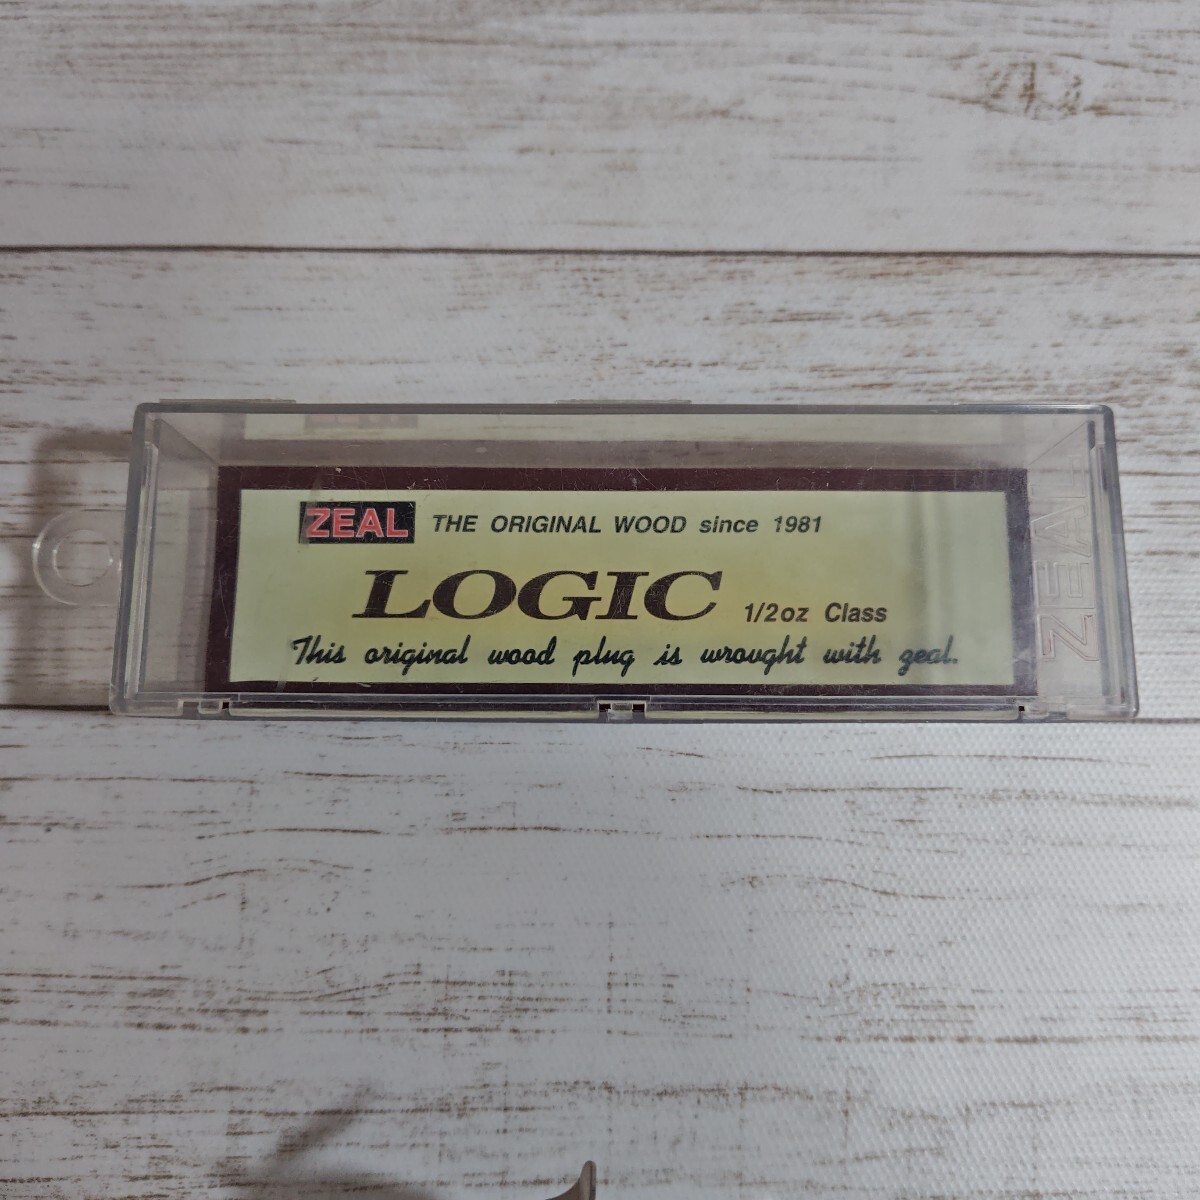 ZEAL THE ORIGINAL WOOD since 1981
LOGIC 1/2oz Class
This original wood plug is wrought with zeal.
ZEAL